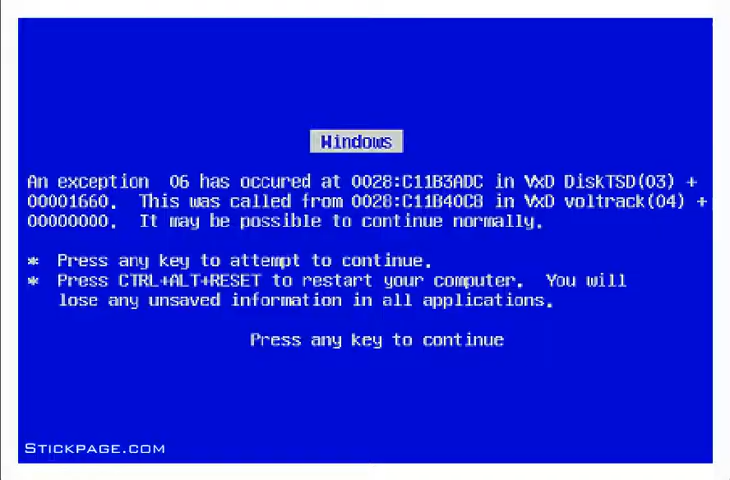 Windows
An exception 06 has occured at 0028:C11B3ADC in VxD DiskTSD(03) +
00001660. This was called from 0028:C11B40C8 in VxD voltrack(04) +
00000000. It may be possible to continue normally.
* Press any key to attempt to continue.
* Press CTRL+ALT+RESET to restart your computer. You will
lose any unsaved information in all applications.
Press any key to continue
STICKPAGE.COM